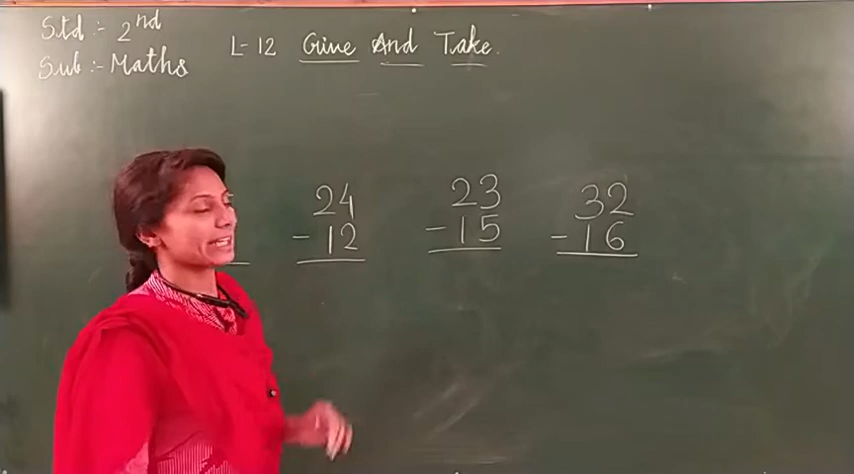 Std :- 2nd
Sub :- Maths
L-12 Give And Take.
24 23 32
-12 -15 -16